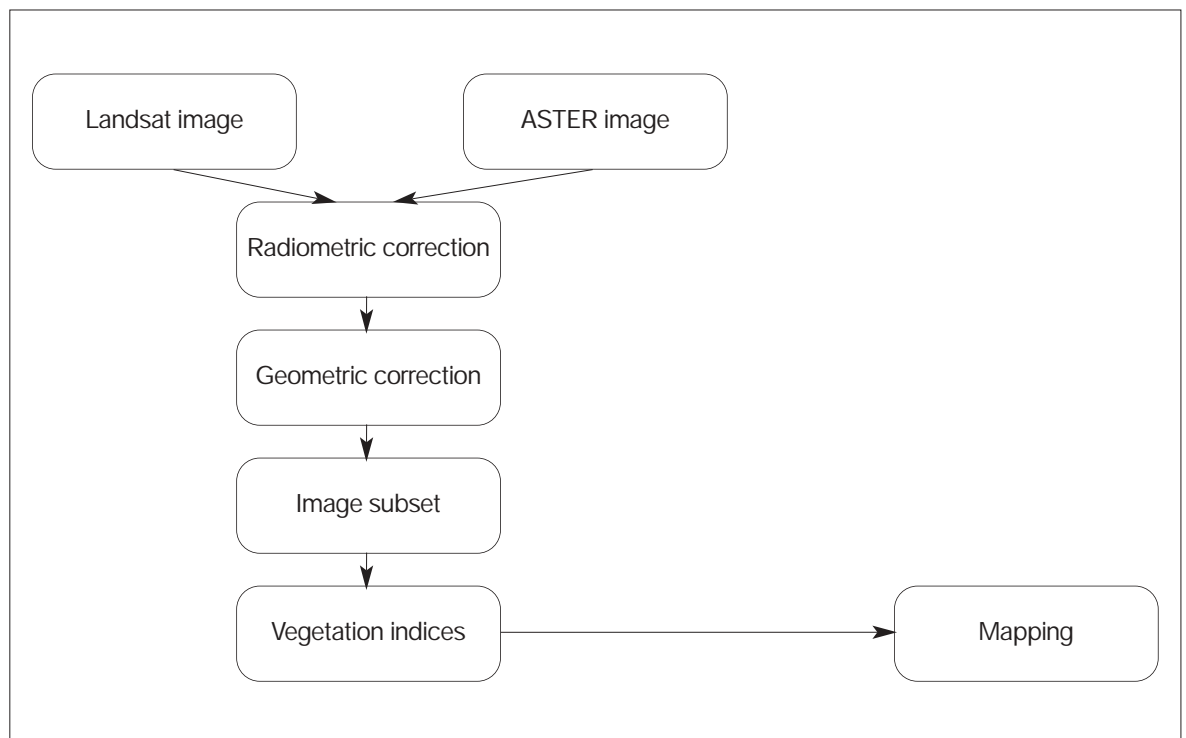 Landsat image
ASTER image
Radiometric correction
Geometric correction
Image subset
Vegetation indices
Mapping